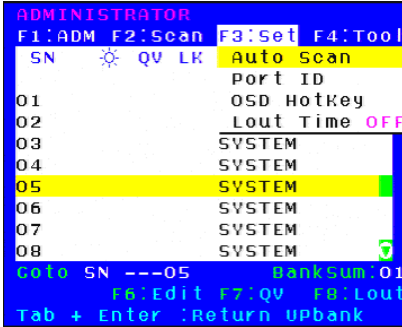 ADMINISTRATOR
F1:ADM F2:Scan F3:Set F4:Tool
SN QV LK Auto Scan
Port ID
01 OSD HotKey
02 Lout Time OFF
03 SYSTEM
04 SYSTEM
05 SYSTEM
06 SYSTEM
07 SYSTEM
08 SYSTEM
Goto SN ---05 BankSum:01
F6:Edit F7:QV F8:Lout
Tab + Enter :Return UPbank